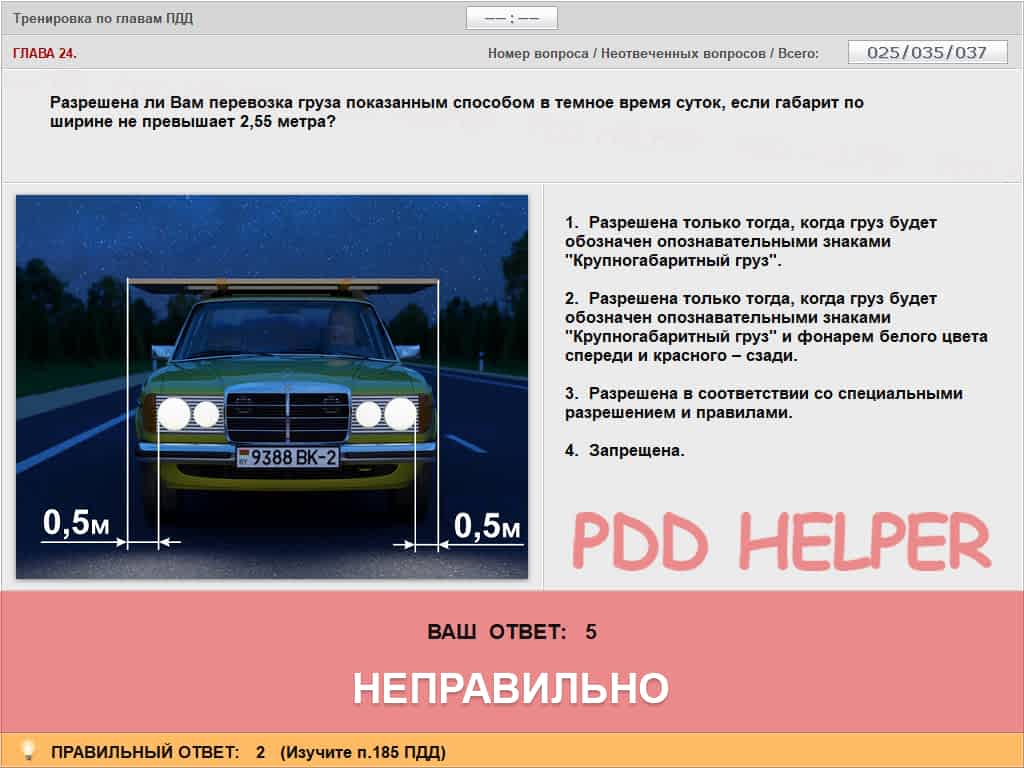 Тренировка по главам ПДД
–– : ––
ГЛАВА 24.
Номер вопроса / Неотвеченных вопросов / Всего: 025/035/037
Разрешена ли Вам перевозка груза показанным способом в темное время суток, если габарит по
ширине не превышает 2,55 метра?
1. Разрешена только тогда, когда груз будет
обозначен опознавательными знаками
"Крупногабаритный груз".
2. Разрешена только тогда, когда груз будет
обозначен опознавательными знаками
"Крупногабаритный груз" и фонарем белого цвета
спереди и красного – сзади.
3. Разрешена в соответствии со специальными
разрешением и правилами.
4. Запрещена.
BY 9388 BK-2
0,5м
0,5м
PDD HELPER
ВАШ ОТВЕТ: 5
НЕПРАВИЛЬНО
ПРАВИЛЬНЫЙ ОТВЕТ: 2 (Изучите п.185 ПДД)